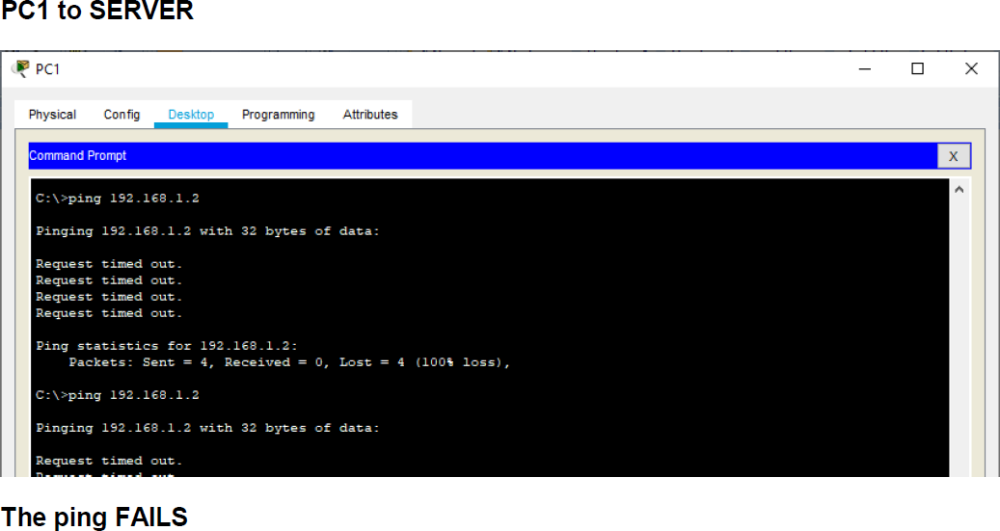 PC1 to SERVER
PC1
Physical Config Desktop Programming Attributes
Command Prompt
X
C:\>ping 192.168.1.2
Pinging 192.168.1.2 with 32 bytes of data:
Request timed out.
Request timed out.
Request timed out.
Request timed out.
Ping statistics for 192.168.1.2:
Packets: Sent = 4, Received = 0, Lost = 4 (100% loss),
C:\>ping 192.168.1.2
Pinging 192.168.1.2 with 32 bytes of data:
Request timed out.
Request timed out.
The ping FAILS